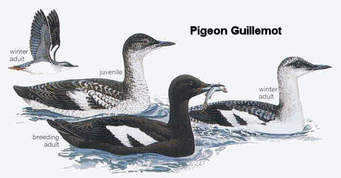 Pigeon Guillemot
winter
adult
juvenile
winter
adult
breeding
adult